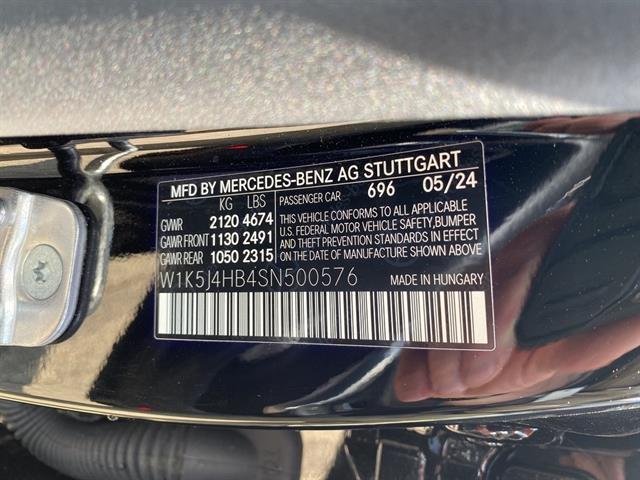 MFD BY MERCEDES-BENZ AG STUTTGART
KG LBS
PASSENGER CAR 696 05/24
GVWR 2120 4674
GAWR FRONT 1130 2491
GAWR REAR 1050 2315
THIS VEHICLE CONFORMS TO ALL APPLICABLE
U.S. FEDERAL MOTOR VEHICLE SAFETY,BUMPER
AND THEFT PREVENTION STANDARDS IN EFFECT
ON THE DATE OF MANUFACTURE SHOWN ABOVE.
W1K5J4HB4SN500576
MADE IN HUNGARY